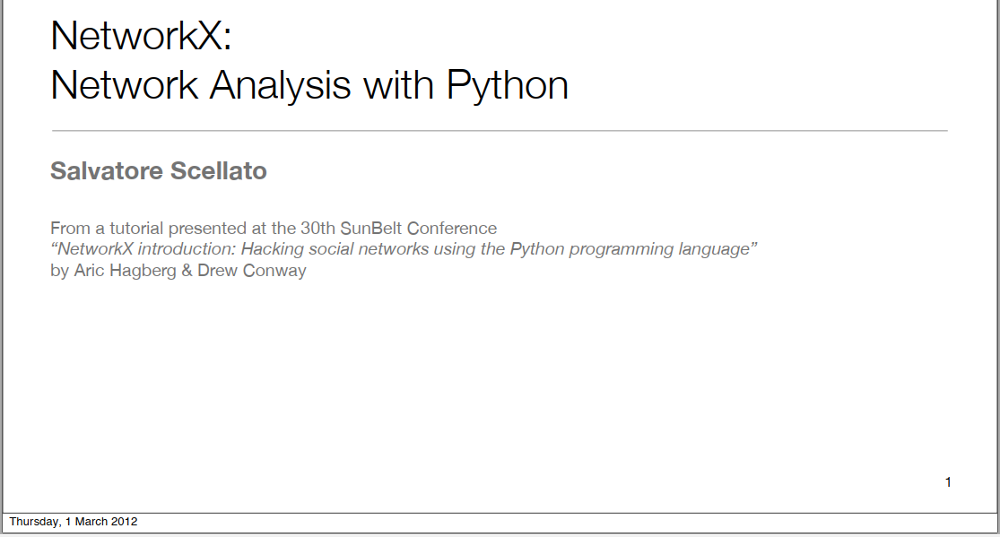 NetworkX:
Network Analysis with Python
Salvatore Scellato
From a tutorial presented at the 30th SunBelt Conference
“NetworkX introduction: Hacking social networks using the Python programming language”
by Aric Hagberg & Drew Conway
1
Thursday, 1 March 2012